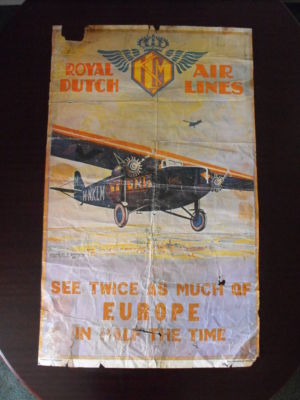 ROYAL DUTCH
KLM
AIR LINES
SEE TWICE AS MUCH OF
EUROPE
IN HALF THE TIME